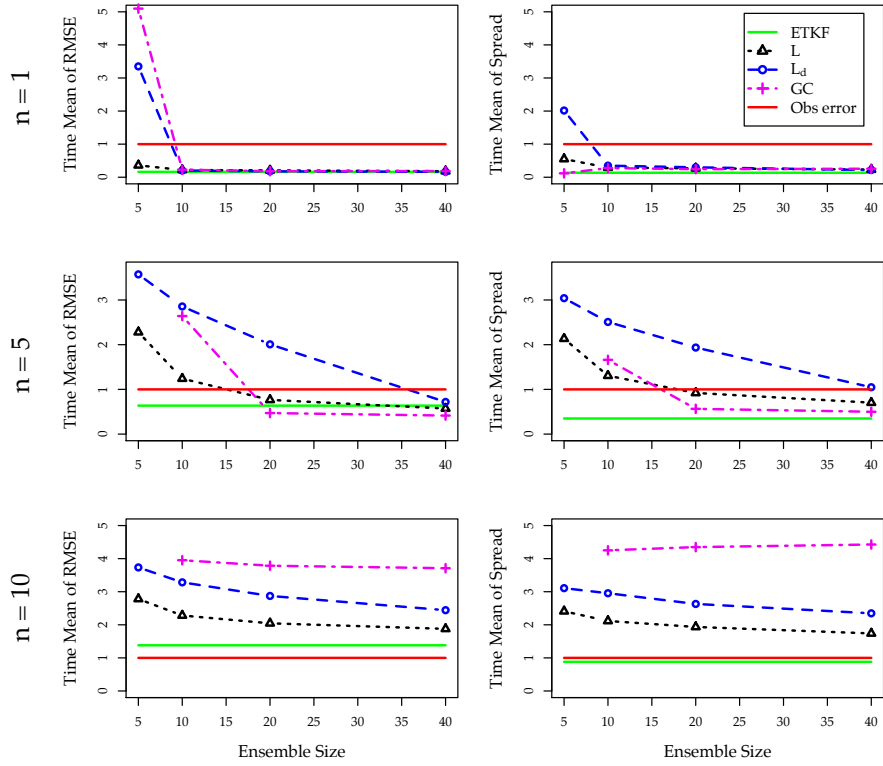 n = 1
Time Mean of RMSE
0 1 2 3 4 5
5 10 15 20 25 30 35 40
Time Mean of Spread
0 1 2 3 4 5
5 10 15 20 25 30 35 40
ETKF
L
L_d
GC
Obs error
n = 5
Time Mean of RMSE
0 1 2 3
5 10 15 20 25 30 35 40
Time Mean of Spread
0 1 2 3
5 10 15 20 25 30 35 40
n = 10
Time Mean of RMSE
0 1 2 3 4 5
5 10 15 20 25 30 35 40
Ensemble Size
Time Mean of Spread
0 1 2 3 4 5
5 10 15 20 25 30 35 40
Ensemble Size